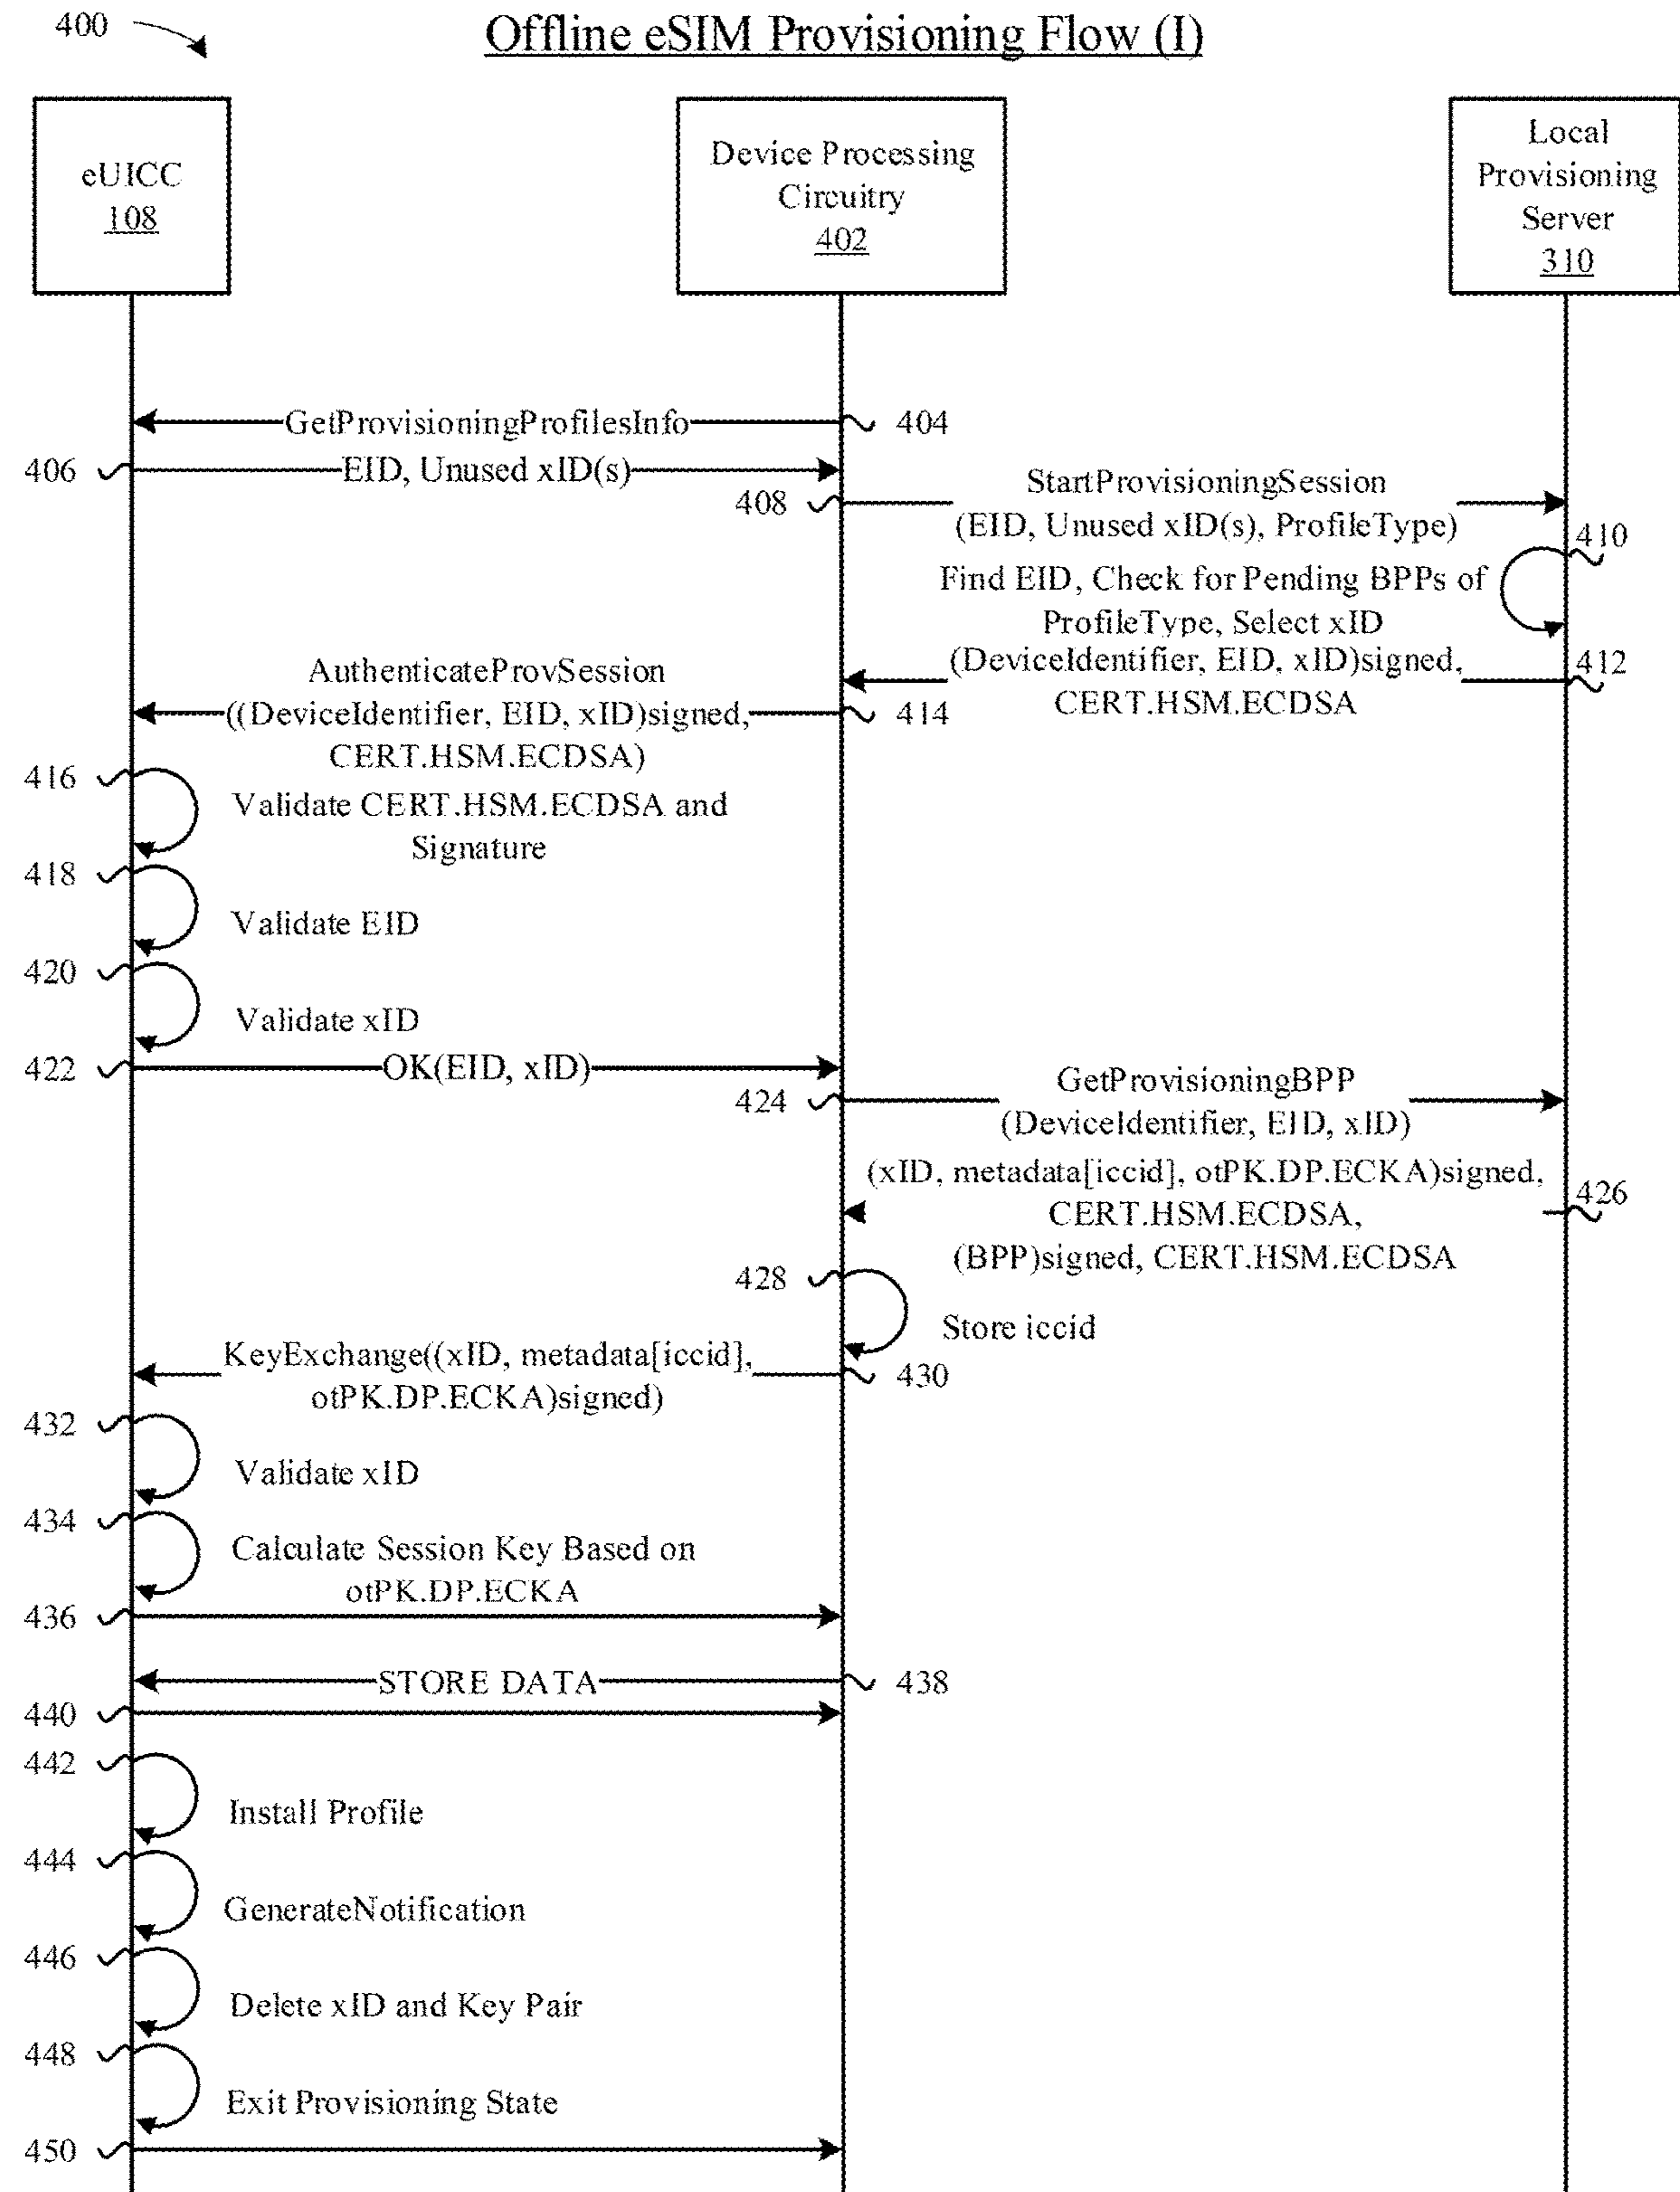 400
Offline eSIM Provisioning Flow (I)
eUICC
108
Device Processing
Circuitry
402
Local
Provisioning
Server
310
GetProvisioningProfilesInfo
404
406
EID, Unused xID(s)
408
StartProvisioningSession
(EID, Unused xID(s), ProfileType)
410
Find EID, Check for Pending BPPs of
ProfileType, Select xID
(DeviceIdentifier, EID, xID)signed,
CERT.HSM.ECDSA
412
AuthenticateProvSession
((DeviceIdentifier, EID, xID)signed,
CERT.HSM.ECDSA)
414
416
Validate CERT.HSM.ECDSA and
Signature
418
Validate EID
420
Validate xID
422
OK(EID, xID)
424
GetProvisioningBPP
(DeviceIdentifier, EID, xID)
(xID, metadata[iccid], otPK.DP.ECKA)signed,
CERT.HSM.ECDSA,
(BPP)signed, CERT.HSM.ECDSA
426
428
Store iccid
KeyExchange((xID, metadata[iccid],
otPK.DP.ECKA)signed)
430
432
Validate xID
434
Calculate Session Key Based on
otPK.DP.ECKA
436
STORE DATA
438
440
442
Install Profile
444
GenerateNotification
446
Delete xID and Key Pair
448
Exit Provisioning State
450